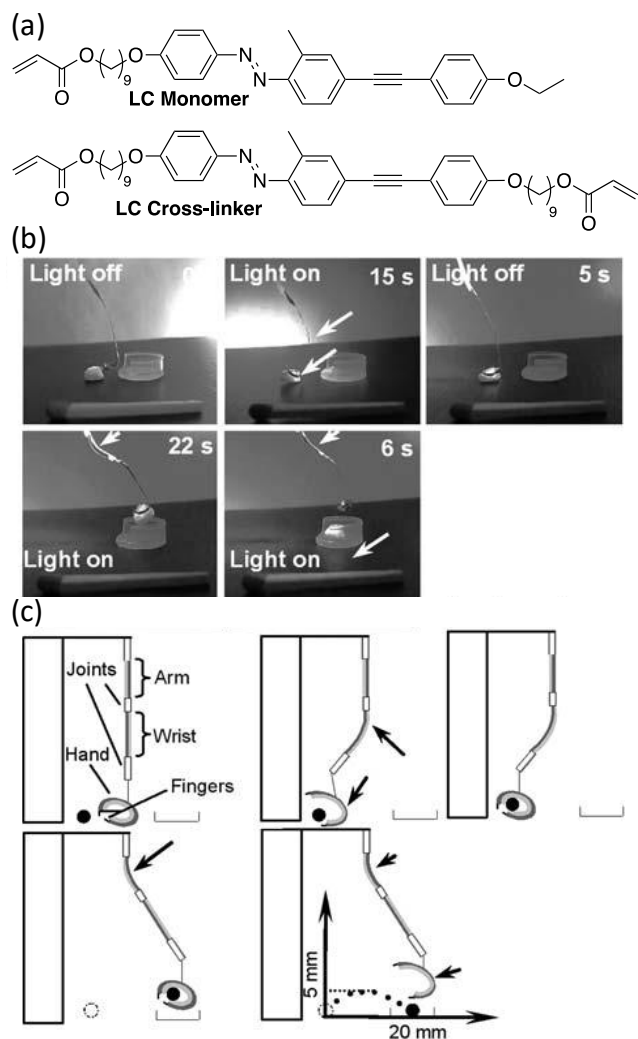 (a)
O
O
9
O
N
N
O
LC Monomer
O
O
9
O
N
N
O
O
9
O
LC Cross-linker
(b)
Light off
Light on
15 s
Light off
5 s
22 s
Light on
6 s
Light on
(c)
Joints
Arm
Wrist
Hand
Fingers
5 mm
20 mm